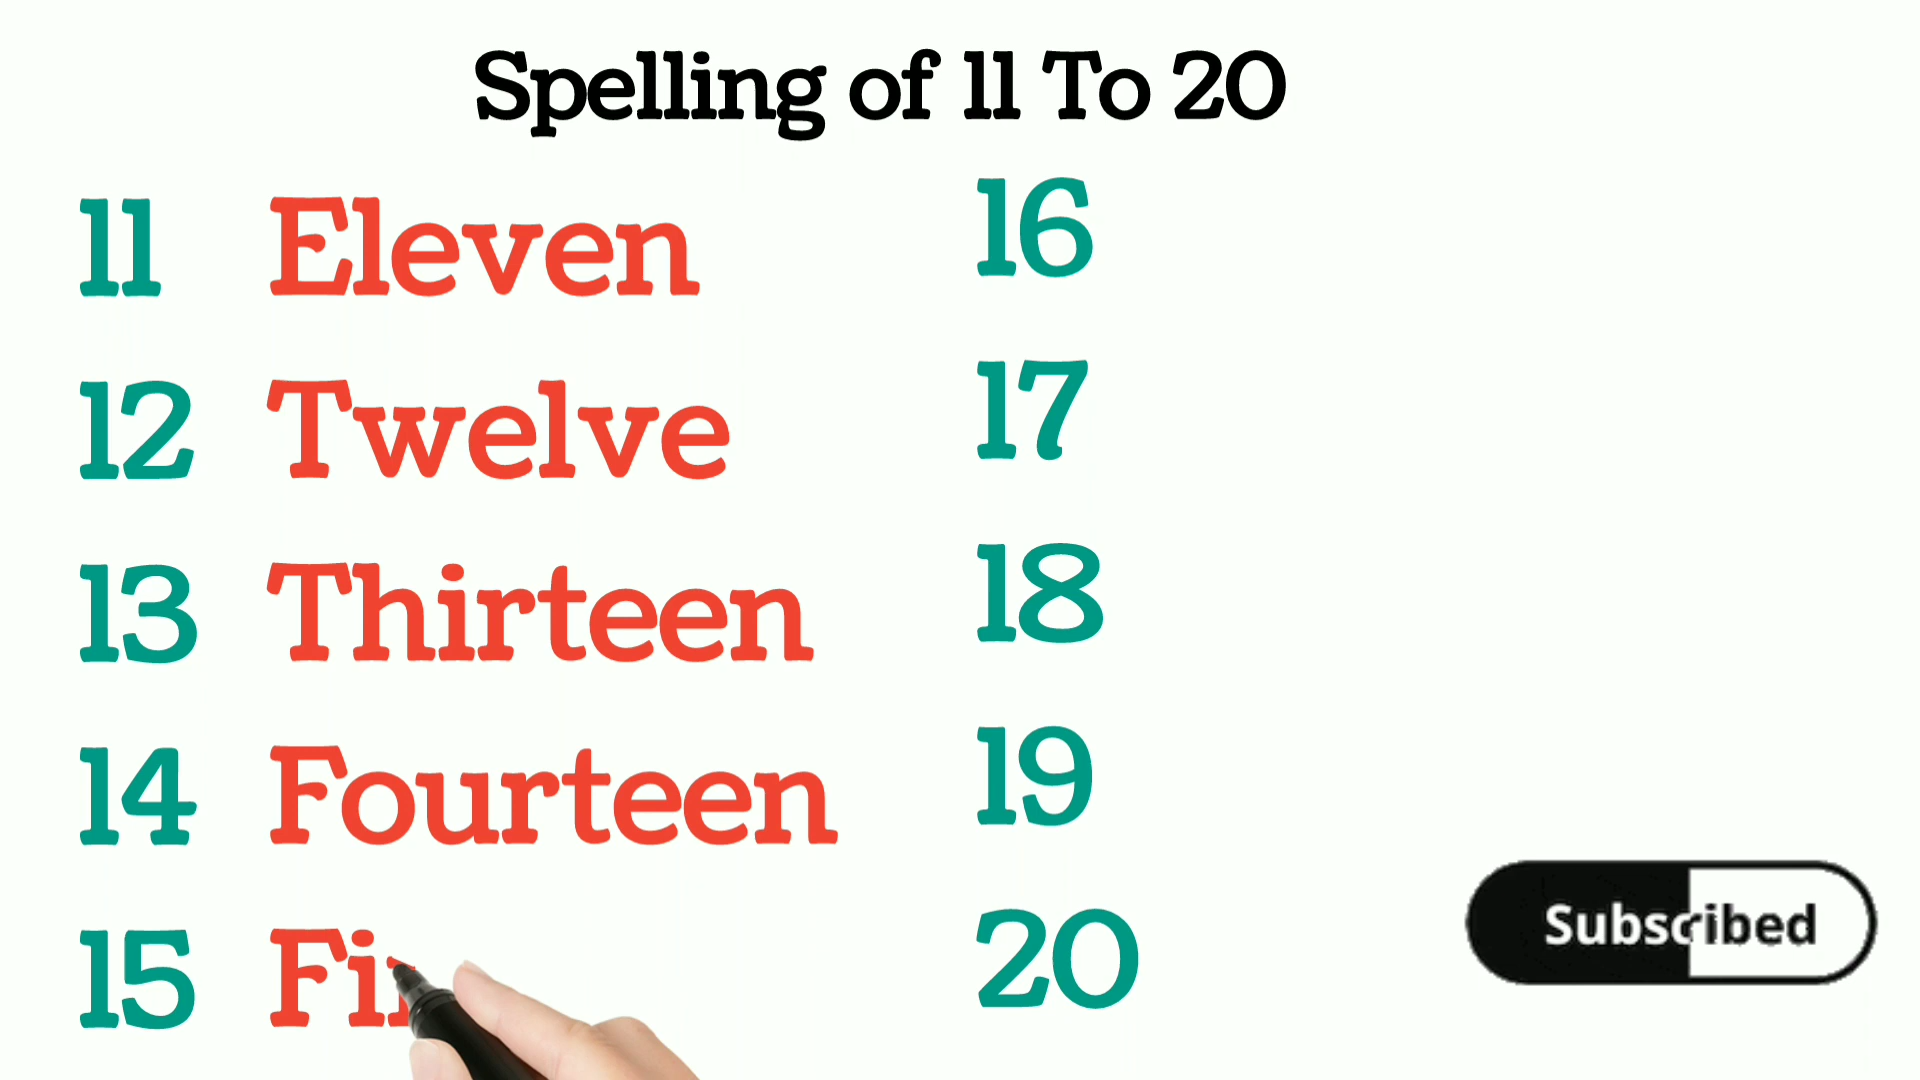 Spelling of 11 To 20
11 Eleven
12 Twelve
13 Thirteen
14 Fourteen
15
16
17
18
19
20
Subscribed